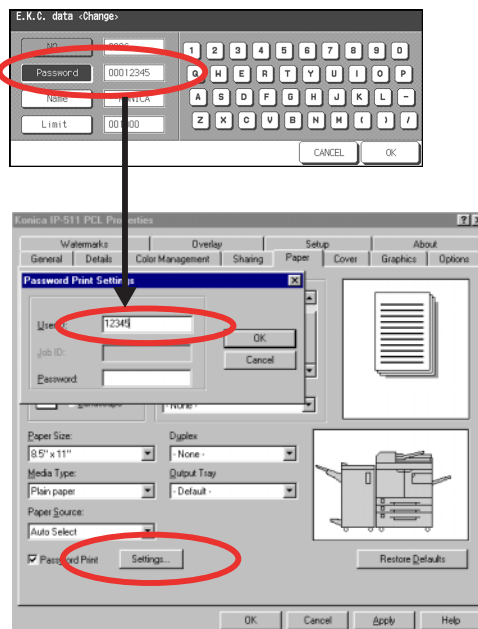 E.K.C. data <Change>
NO. 0006
1 2 3 4 5 6 7 8 9 0
Password 00012345
Q W E R T Y U I O P
Name KONICA
A S D F G H J K L -
Limit 001000
Z X C V B N M ( ) /
CANCEL OK
Konica IP-511 PCL Properties
Watermarks Overlay Setup About
General Details Color Management Sharing Paper Cover Graphics Options
Password Print Settings
User 12345
OK
Job ID:
Cancel
Password:
- None -
Paper Size: Duplex
8.5" x 11" - None -
Media Type: Output Tray
Plain paper - Default -
Paper Source:
Auto Select
Password Print Settings... Restore Defaults
OK Cancel Apply Help